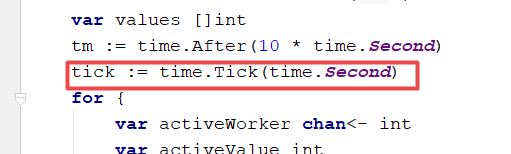 var values []int
tm := time.After(10 * time.Second)
tick := time.Tick(time.Second)
for {
var activeWorker chan<- int
var activeValue int